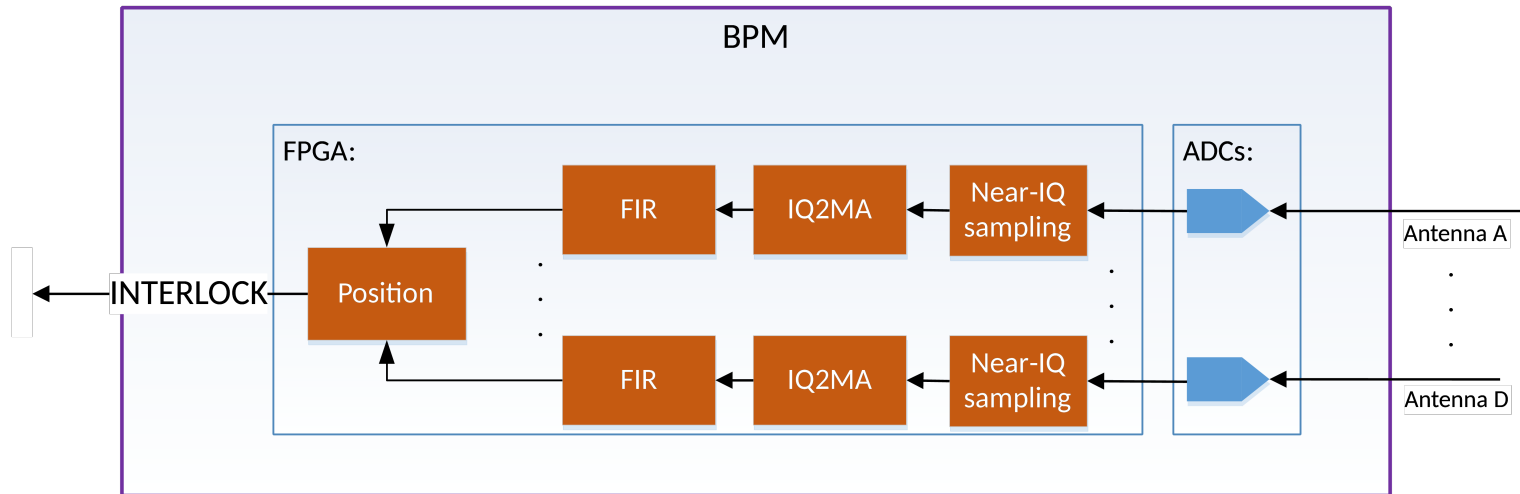 BPM
FPGA:
ADCs:
FIR
IQ2MA
Near-IQ
sampling
Antenna A
INTERLOCK
Position
FIR
IQ2MA
Near-IQ
sampling
Antenna D